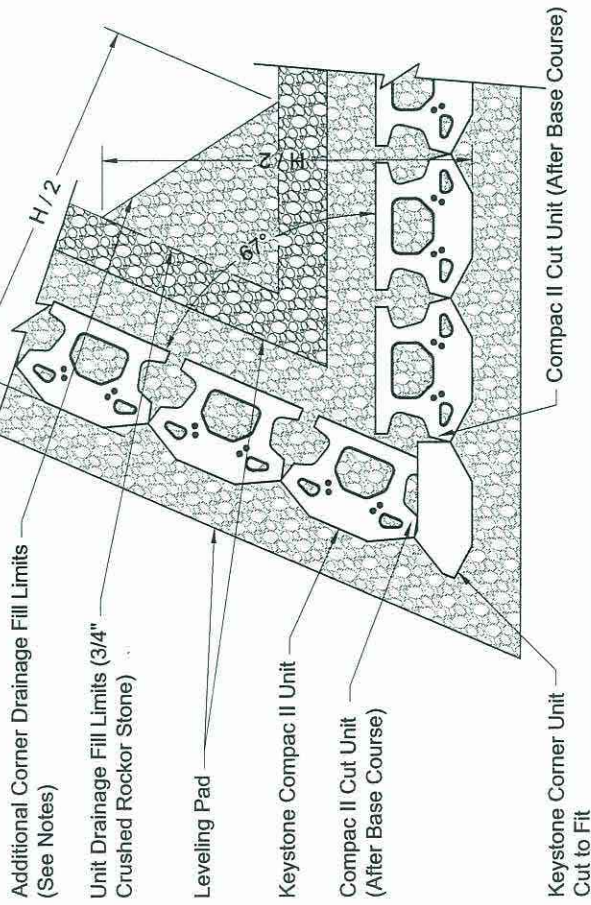 Additional Corner Drainage Fill Limits
(See Notes)
Unit Drainage Fill Limits (3/4"
Crushed Rockor Stone)
Leveling Pad
Keystone Compac II Unit
Compac II Cut Unit
(After Base Course)
Keystone Corner Unit
Cut to Fit
H / 2
H / 2
67°
Compac II Cut Unit (After Base Course)